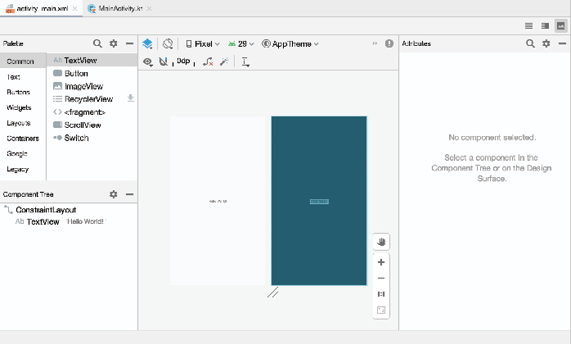 activity_main.xml
MainActivity.kt
Palette
Pixel
29
AppTheme
Attributes
Common
Text
Buttons
Widgets
Layouts
Containers
Google
Legacy
Ab TextView
Button
ImageView
RecyclerView
<> <fragment>
ScrollView
Switch
0dp
No component selected.
Select a component in the
Component Tree or on the Design
Surface.
Component Tree
ConstraintLayout
Ab TextView "Hello World!"